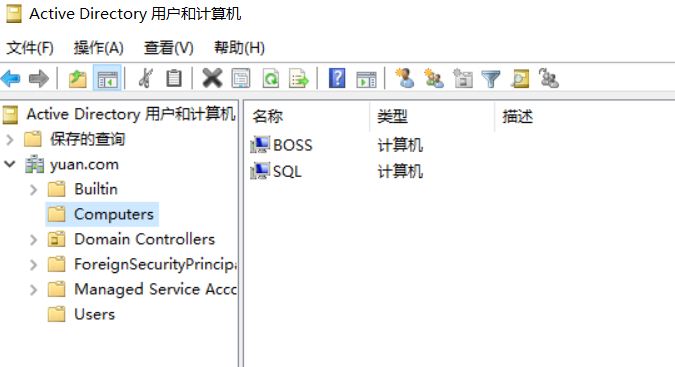 Active Directory 用户和计算机
文件(F) 操作(A) 查看(V) 帮助(H)
Active Directory 用户和计算机
保存的查询
yuan.com
Builtin
Computers
Domain Controllers
ForeignSecurityPrincipa
Managed Service Acco
Users
名称 类型 描述
BOSS 计算机
SQL 计算机